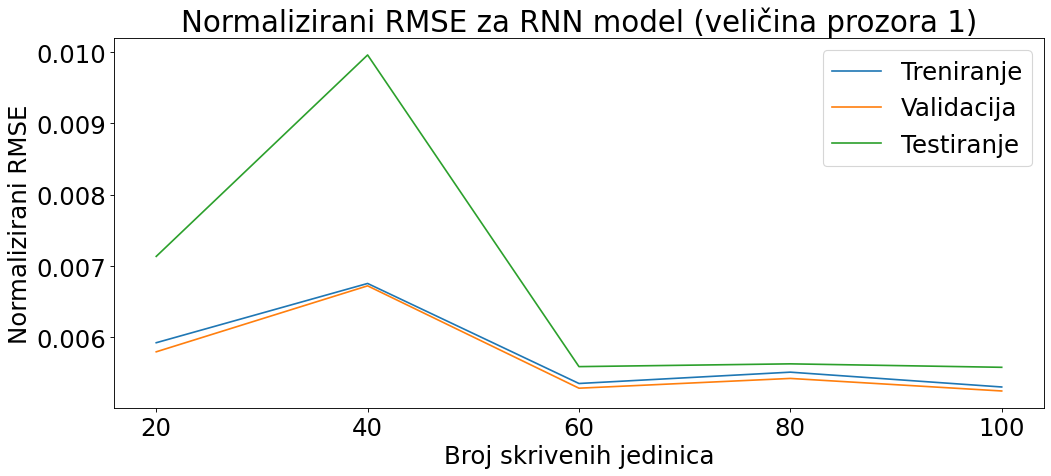 Normalizirani RMSE za RNN model (veličina prozora 1)
Normalizirani RMSE
0.010
0.009
0.008
0.007
0.006
Treniranje
Validacija
Testiranje
20 40 60 80 100
Broj skrivenih jedinica